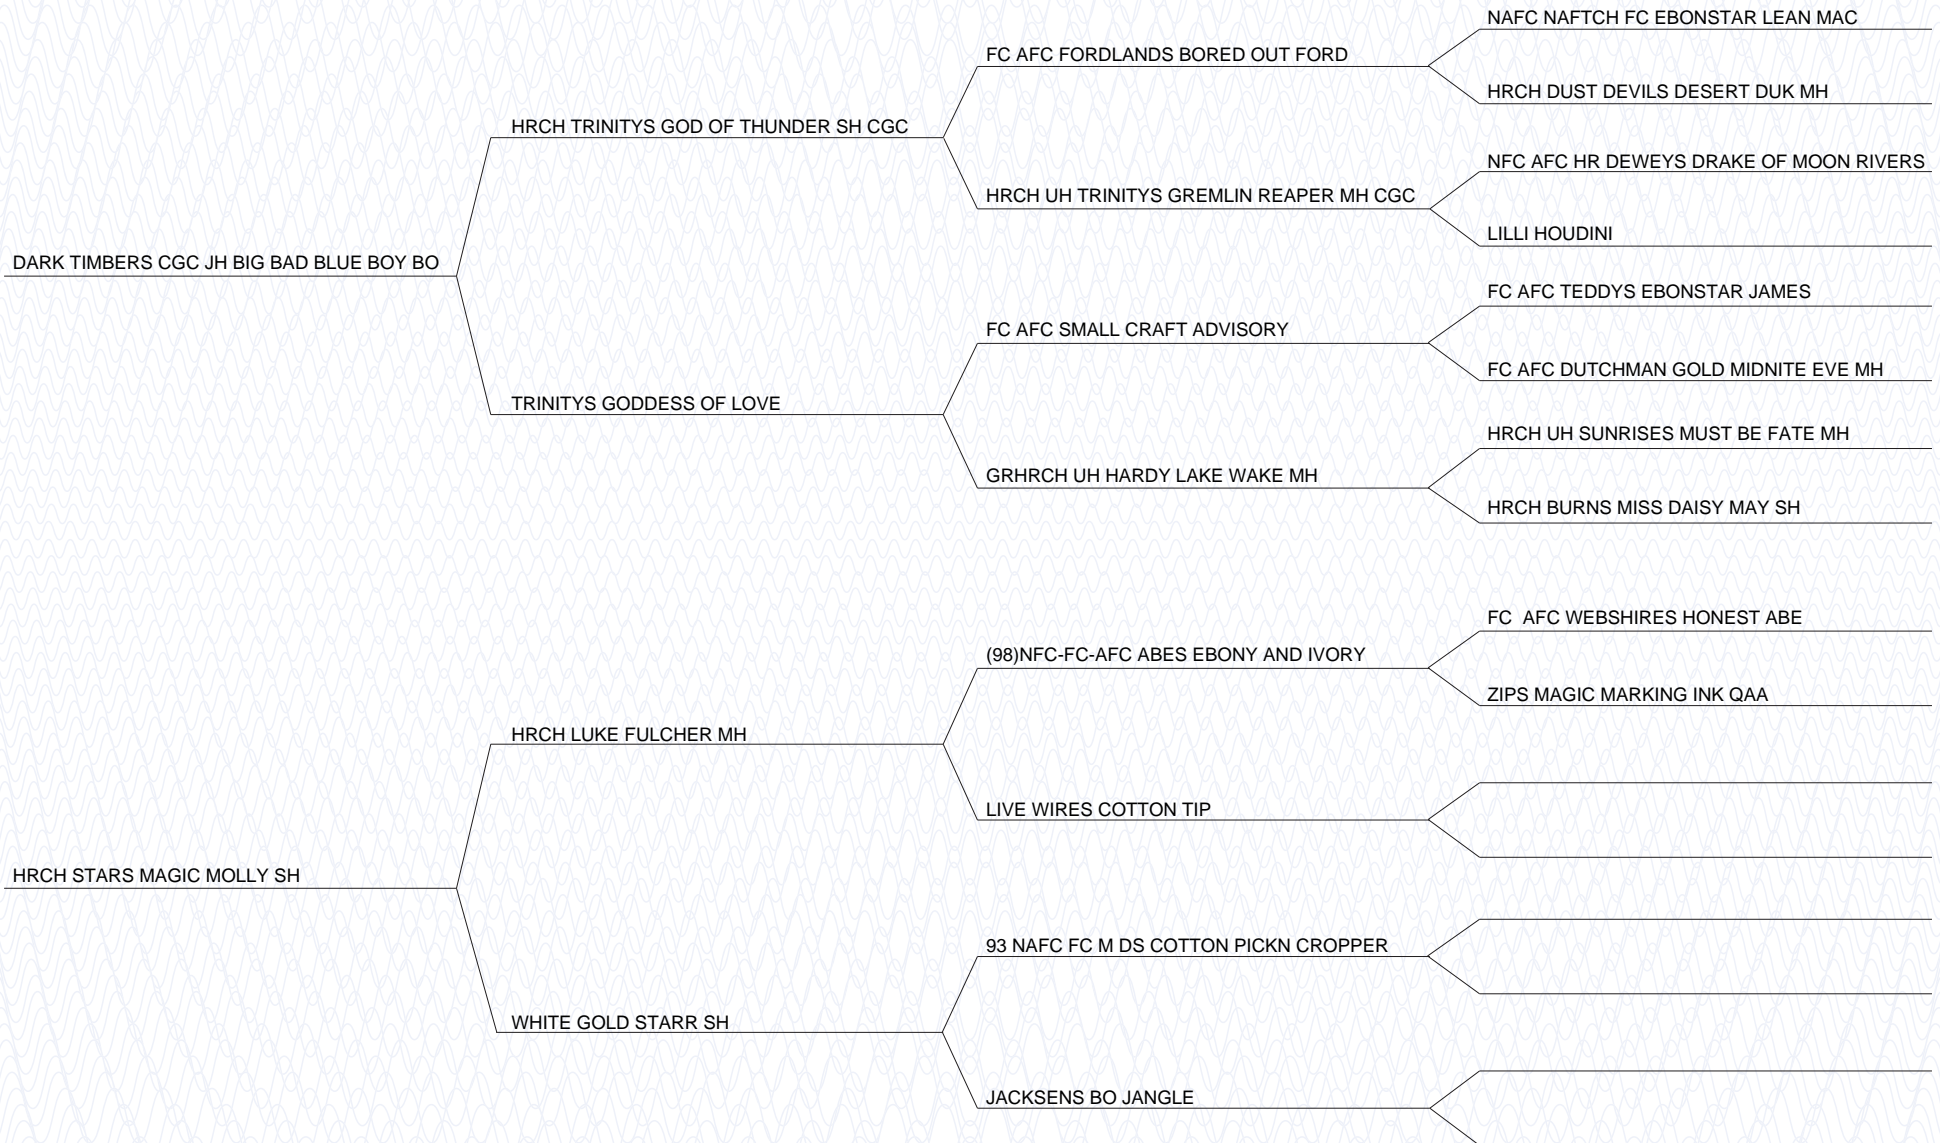 NAFC NAFTCH FC EBONSTAR LEAN MAC
FC AFC FORDLANDS BORED OUT FORD
HRCH DUST DEVILS DESERT DUK MH
HRCH TRINITYS GOD OF THUNDER SH CGC
NFC AFC HR DEWEYS DRAKE OF MOON RIVERS
HRCH UH TRINITYS GREMLIN REAPER MH CGC
LILLI HOUDINI
DARK TIMBERS CGC JH BIG BAD BLUE BOY BO
FC AFC TEDDYS EBONSTAR JAMES
FC AFC SMALL CRAFT ADVISORY
FC AFC DUTCHMAN GOLD MIDNITE EVE MH
TRINITYS GODDESS OF LOVE
HRCH UH SUNRISES MUST BE FATE MH
GRHRCH UH HARDY LAKE WAKE MH
HRCH BURNS MISS DAISY MAY SH
FC  AFC WEBSHIRES HONEST ABE
(98)NFC-FC-AFC ABES EBONY AND IVORY
ZIPS MAGIC MARKING INK QAA
HRCH LUKE FULCHER MH
LIVE WIRES COTTON TIP
HRCH STARS MAGIC MOLLY SH
93 NAFC FC M DS COTTON PICKN CROPPER
WHITE GOLD STARR SH
JACKSENS BO JANGLE